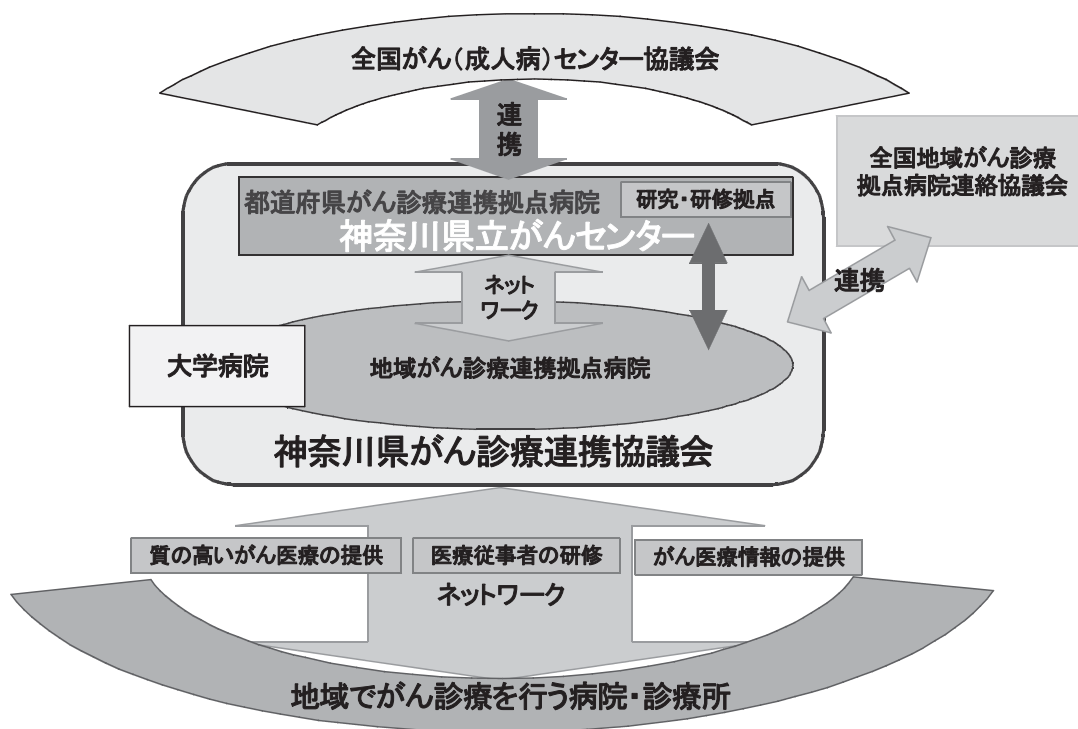 全国がん(成人病)センター協議会
連
携
全国地域がん診療
拠点病院連絡協議会
都道府県がん診療連携拠点病院
研究・研修拠点
神奈川県立がんセンター
連携
ネット
ワーク
大学病院
地域がん診療連携拠点病院
神奈川県がん診療連携協議会
質の高いがん医療の提供
医療従事者の研修
がん医療情報の提供
ネットワーク
地域でがん診療を行う病院・診療所